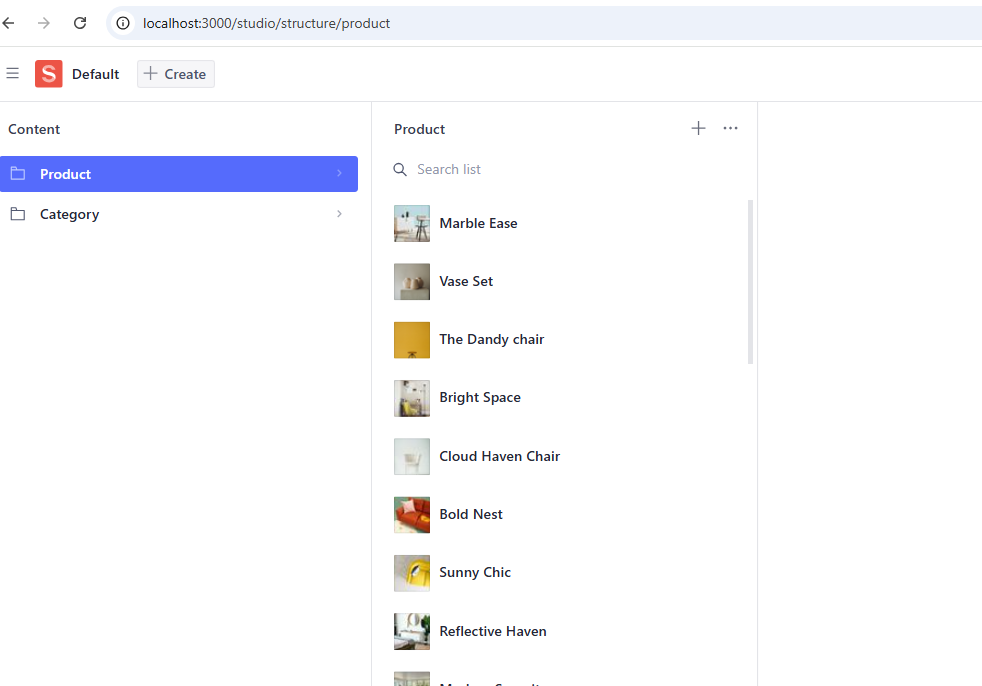 localhost:3000/studio/structure/product
S Default + Create
Content
Product
Category
Product
Search list
Marble Ease
Vase Set
The Dandy chair
Bright Space
Cloud Haven Chair
Bold Nest
Sunny Chic
Reflective Haven